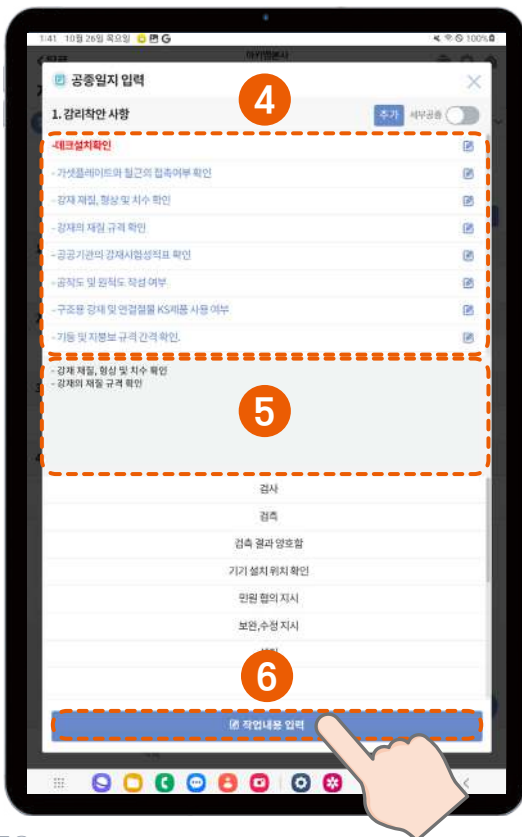 1:41 10월 26일 목요일
100%
공종일지 입력
4
1. 감리착안 사항
추가 세부공종
-데크설치확인
- 가셋플레이트와 철근의 접촉여부 확인
- 강재 재질, 형상 및 치수 확인
- 강재의 재질 규격 확인
- 공공기관의 강재시험성적표 확인
- 공작도 및 원척도 작성 여부
- 구조용 강재 및 연결철물 KS제품 사용 여부
- 기둥 및 지붕보 규격 간격 확인.
- 강재 재질, 형상 및 치수 확인
- 강재의 재질 규격 확인
5
검사
검측
검측 결과 양호함
기기 설치 위치 확인
민원 협의 지시
보완,수정 지시
6
작업내용 입력